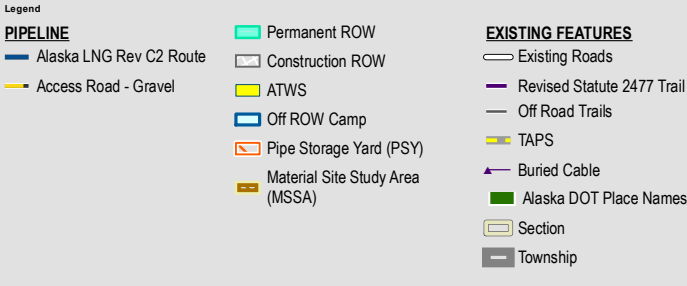 Legend
PIPELINE
Alaska LNG Rev C2 Route
Access Road - Gravel
Permanent ROW
Construction ROW
ATWS
Off ROW Camp
Pipe Storage Yard (PSY)
Material Site Study Area
(MSSA)
EXISTING FEATURES
Existing Roads
Revised Statute 2477 Trail
Off Road Trails
TAPS
Buried Cable
Alaska DOT Place Names
Section
Township